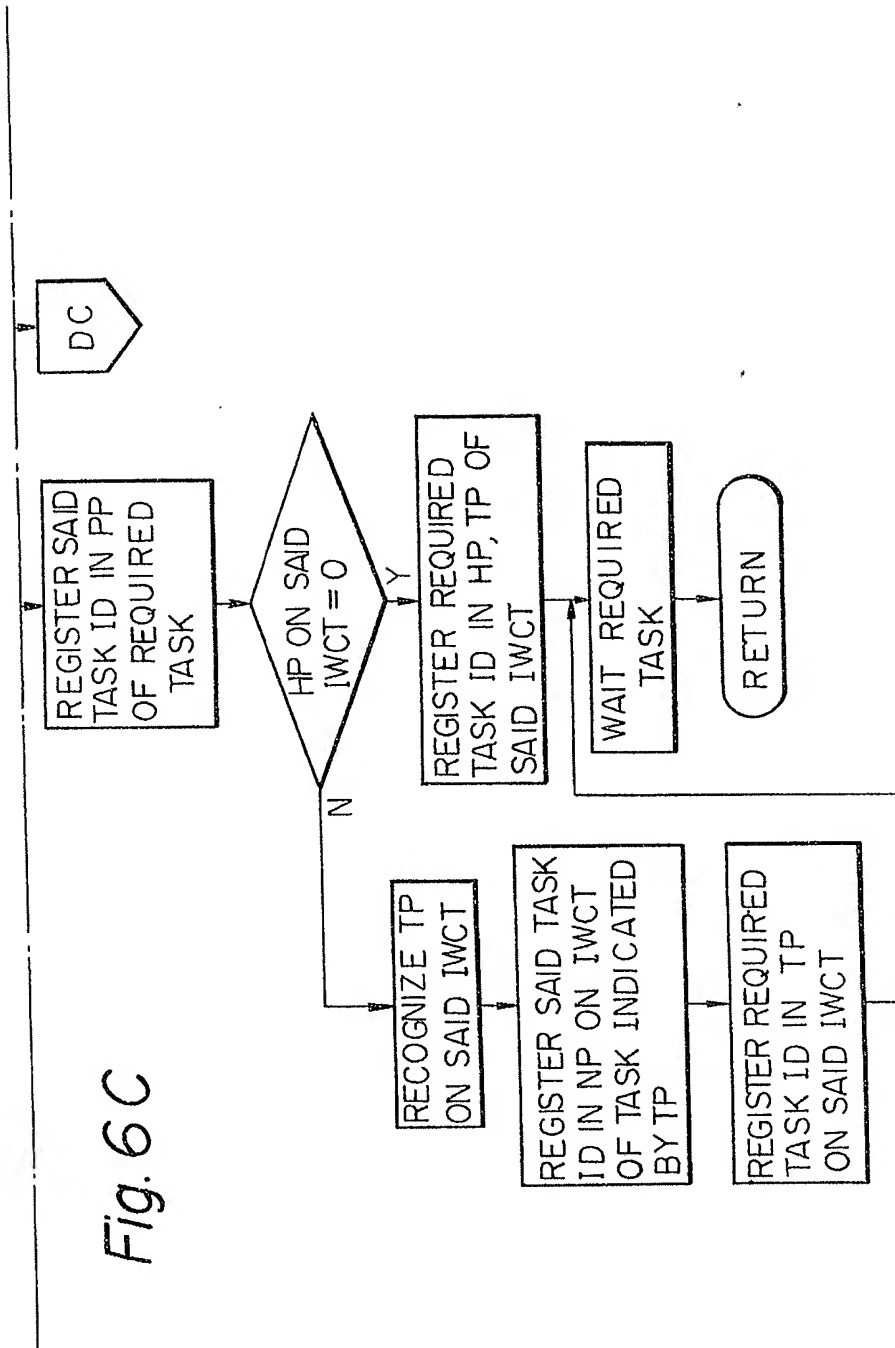 Fig. 6C
DC
REGISTER SAID
TASK ID IN PP
OF REQUIRED
TASK
HP ON SAID
IWCT = 0
N
Y
RECOGNIZE TP
ON SAID IWCT
REGISTER SAID TASK
ID IN NP ON IWCT
OF TASK INDICATED
BY TP
REGISTER REQUIRED
TASK ID IN TP
ON SAID IWCT
REGISTER REQUIRED
TASK ID IN HP, TP OF
SAID IWCT
WAIT REQUIRED
TASK
RETURN